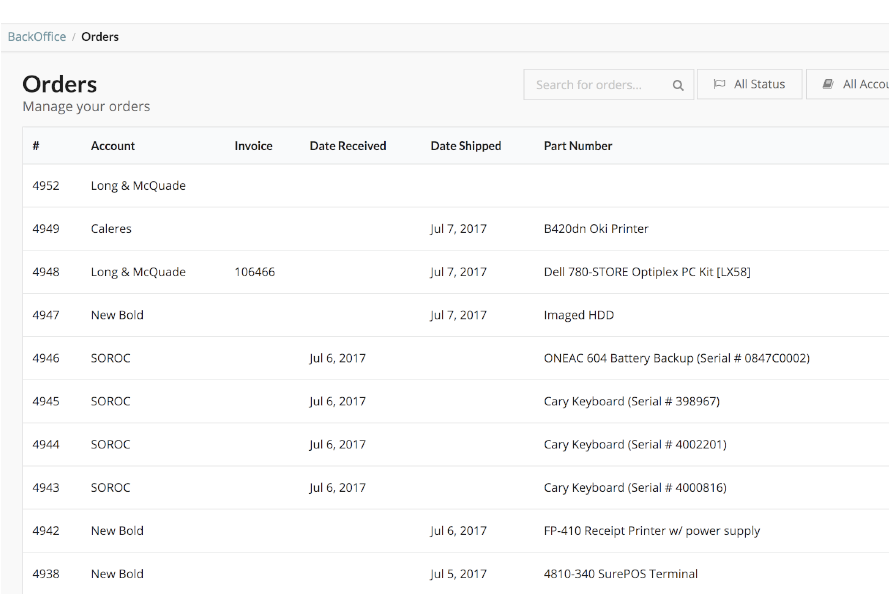 BackOffice / Orders
Orders
Manage your orders
Search for orders... All Status All Accou
# Account Invoice Date Received Date Shipped Part Number
4952 Long & McQuade
4949 Caleres Jul 7, 2017 B420dn Oki Printer
4948 Long & McQuade 106466 Jul 7, 2017 Dell 780-STORE Optiplex PC Kit [LX58]
4947 New Bold Jul 7, 2017 Imaged HDD
4946 SOROC Jul 6, 2017 ONEAC 604 Battery Backup (Serial # 0847C0002)
4945 SOROC Jul 6, 2017 Cary Keyboard (Serial # 398967)
4944 SOROC Jul 6, 2017 Cary Keyboard (Serial # 4002201)
4943 SOROC Jul 6, 2017 Cary Keyboard (Serial # 4000816)
4942 New Bold Jul 6, 2017 FP-410 Receipt Printer w/ power supply
4938 New Bold Jul 5, 2017 4810-340 SurePOS Terminal